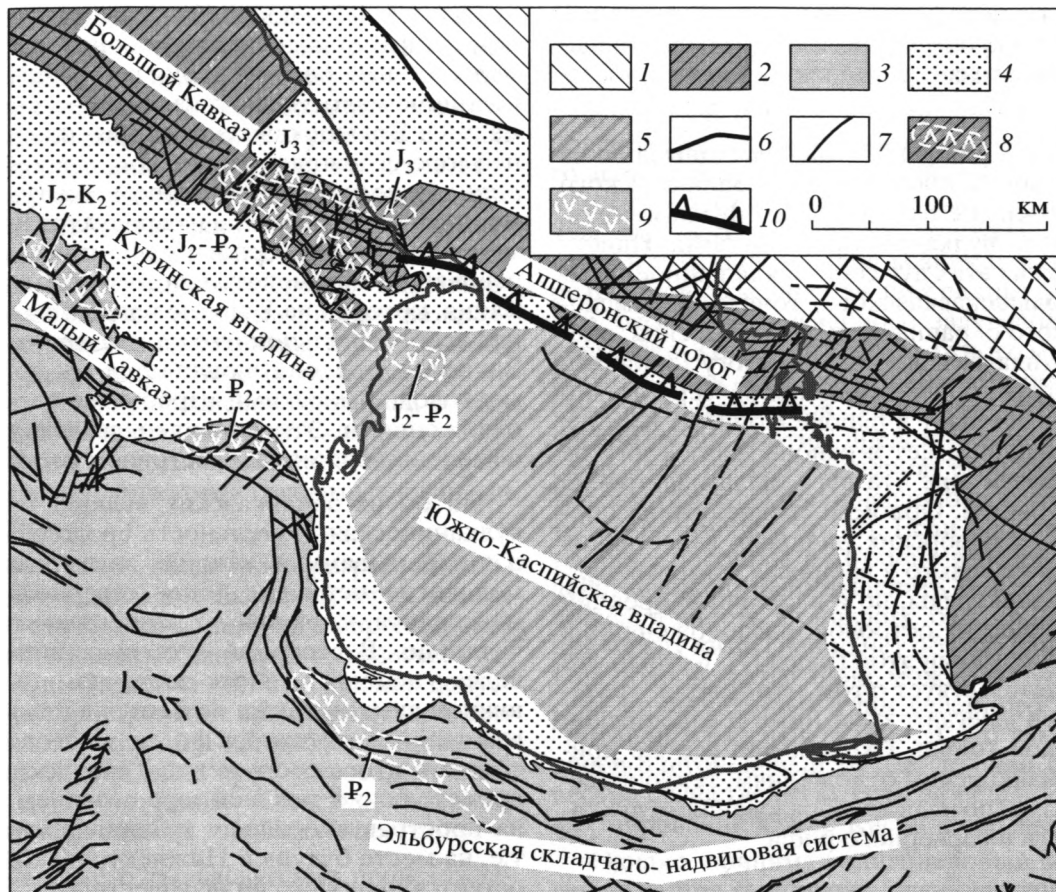 Большой Кавказ
J₃
J₃
J₂-K₂
J₂-₽₂
Куринская впадина
Малый Кавказ
Апшеронский порог
₽₂
J₂-₽₂
Южно-Каспийская впадина
₽₂
Эльбурсская складчато- надвиговая система
1
2
3
4
5
6
7
8
9
10
0 100 км